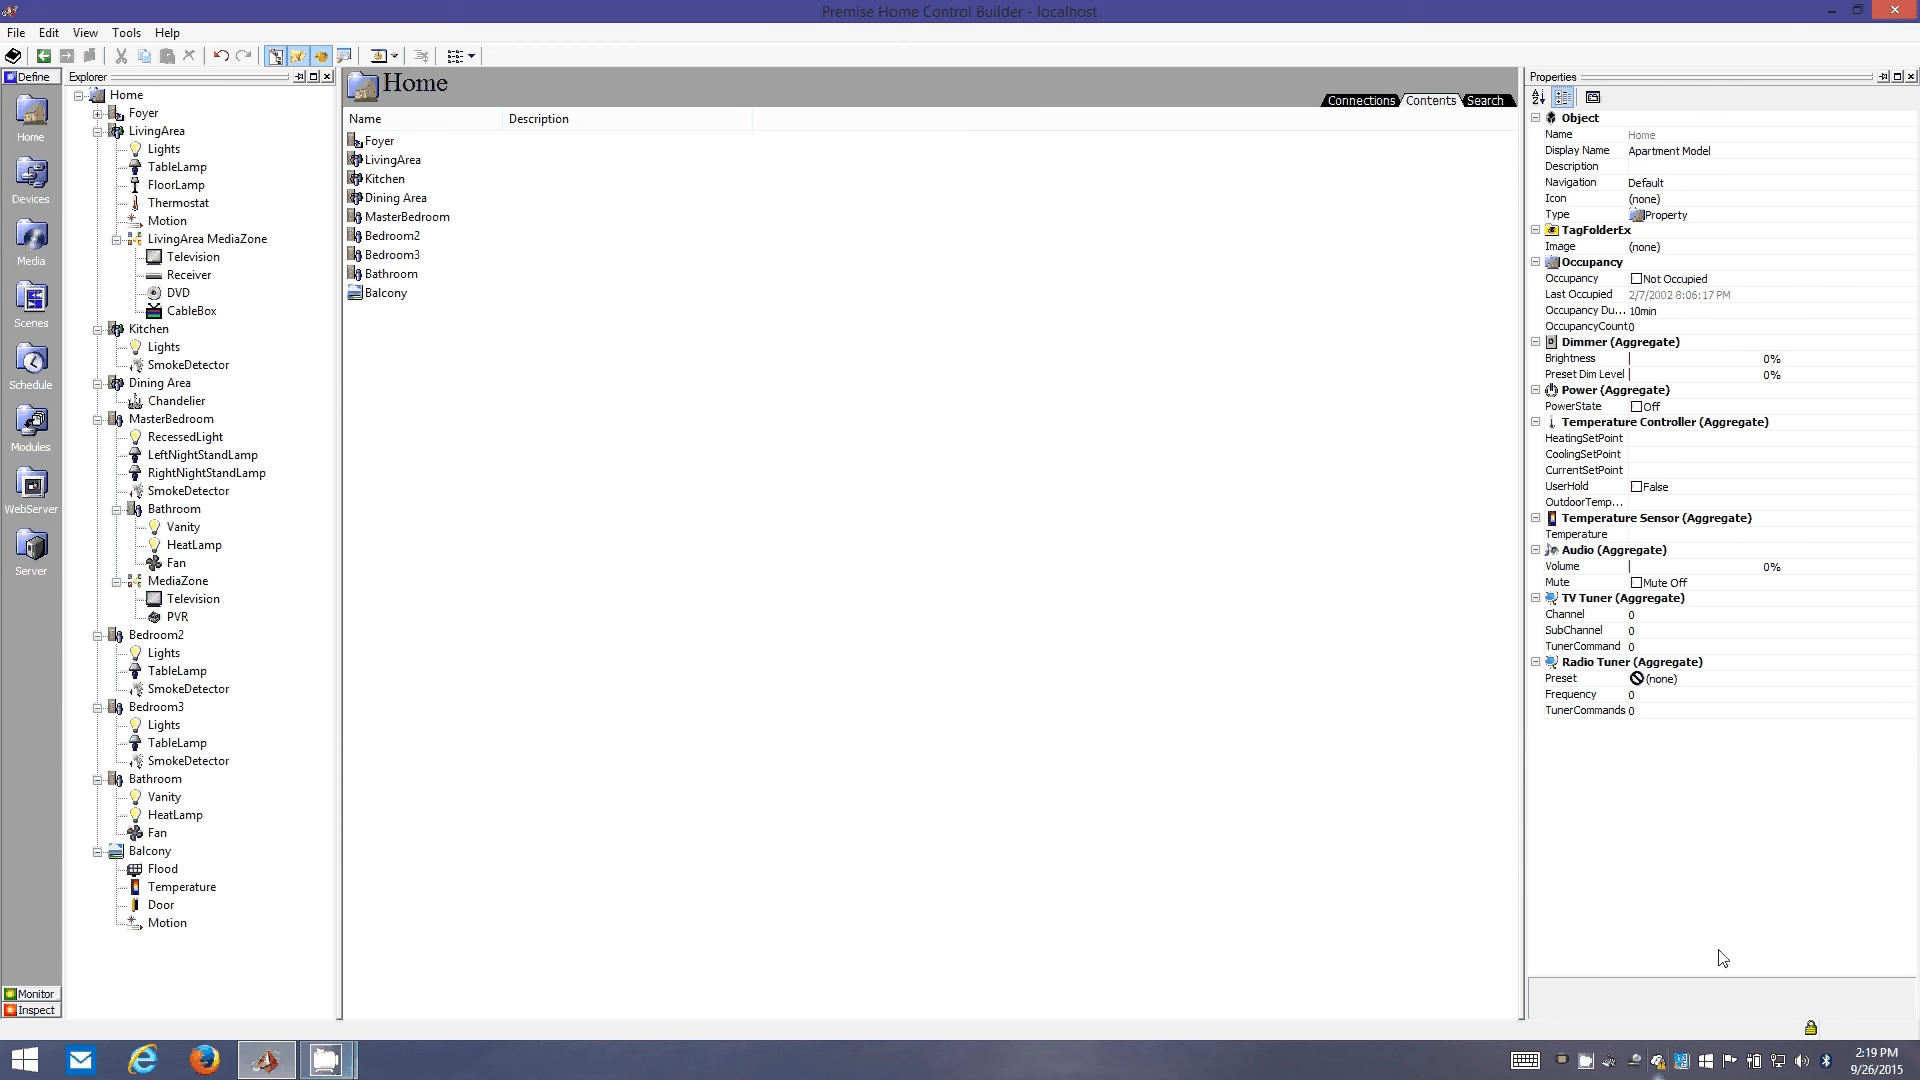 Premise Home Control Builder - localhost
File Edit View Tools Help
Define
Home
Devices
Media
Scenes
Schedule
Modules
WebServer
Server
Monitor
Inspect
Explorer
Home
Foyer
LivingArea
Lights
TableLamp
FloorLamp
Thermostat
Motion
LivingArea MediaZone
Television
Receiver
DVD
CableBox
Kitchen
Lights
SmokeDetector
Dining Area
Chandelier
MasterBedroom
RecessedLight
LeftNightStandLamp
RightNightStandLamp
SmokeDetector
Bathroom
Vanity
HeatLamp
Fan
MediaZone
Television
PVR
Bedroom2
Lights
TableLamp
SmokeDetector
Bedroom3
Lights
TableLamp
SmokeDetector
Bathroom
Vanity
HeatLamp
Fan
Balcony
Flood
Temperature
Door
Motion
Home
Connections Contents Search
Name Description
Foyer
LivingArea
Kitchen
Dining Area
MasterBedroom
Bedroom2
Bedroom3
Bathroom
Balcony
Properties
Object
Name Home
Display Name Apartment Model
Description
Navigation Default
Icon (none)
Type Property
TagFolderEx
Image (none)
Occupancy
Occupancy Not Occupied
Last Occupied 2/7/2002 8:06:17 PM
Occupancy Du... 10min
OccupancyCount 0
Dimmer (Aggregate)
Brightness 0%
Preset Dim Level 0%
Power (Aggregate)
PowerState Off
Temperature Controller (Aggregate)
HeatingSetPoint
CoolingSetPoint
CurrentSetPoint
UserHold False
OutdoorTemp...
Temperature Sensor (Aggregate)
Temperature
Audio (Aggregate)
Volume 0%
Mute Mute Off
TV Tuner (Aggregate)
Channel 0
SubChannel 0
TunerCommand 0
Radio Tuner (Aggregate)
Preset (none)
Frequency 0
TunerCommands 0
2:19 PM
9/26/2015